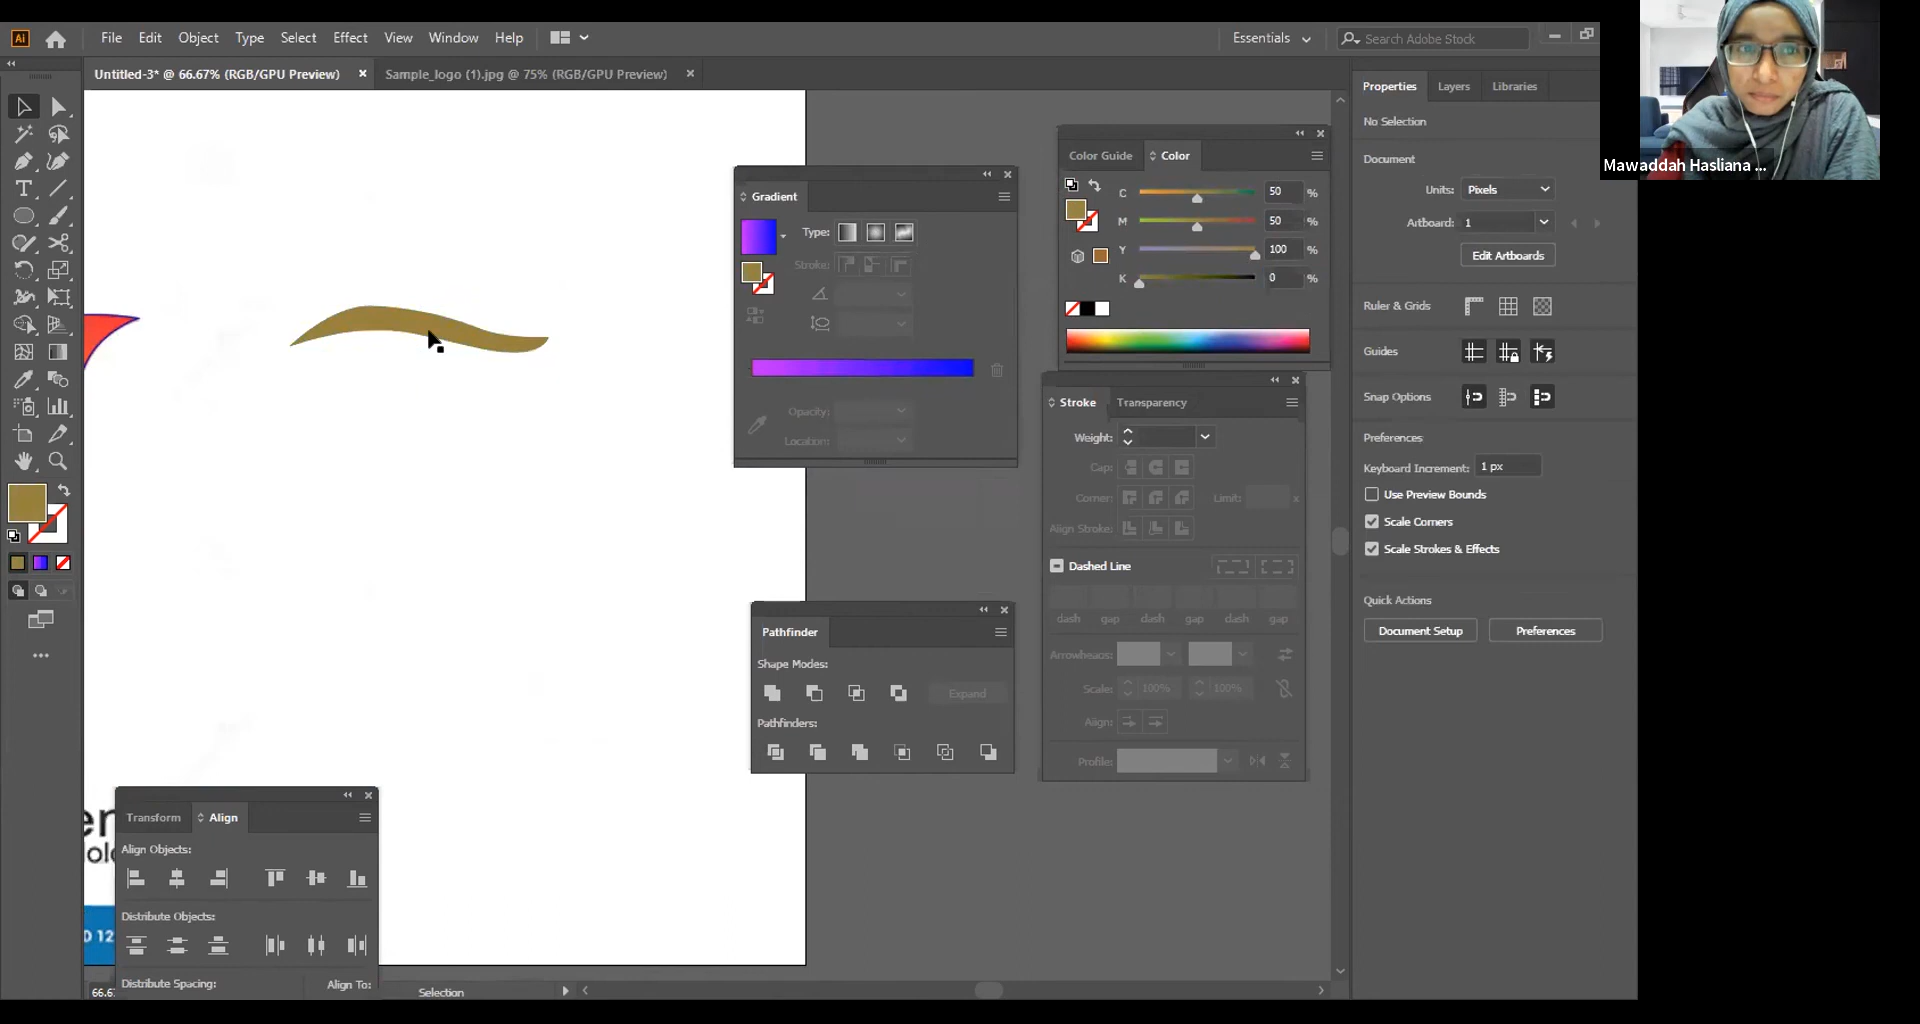 Ai File Edit Object Type Select Effect View Window Help Essentials Search Adobe Stock
Untitled-3* @ 66.67% (RGB/GPU Preview) × Sample_logo (1).jpg @ 75% (RGB/GPU Preview) ×
Mawaddah Hasliana ...
Properties Layers Libraries
No Selection
Document
Units: Pixels
Artboard: 1
Edit Artboards
Ruler & Grids
Guides
Snap Options
Preferences
Keyboard Increment: 1 px
Use Preview Bounds
Scale Corners
Scale Strokes & Effects
Quick Actions
Document Setup Preferences
Color Guide Color
C 50 %
M 50 %
Y 100 %
K 0 %
Gradient
Type:
Stroke:
Opacity:
Location:
Stroke Transparency
Weight:
Cap:
Corner: Limit: x
Align Stroke:
Dashed Line
dash gap dash gap dash gap
Arrowheads:
Scale: 100% 100%
Align:
Profile:
Pathfinder
Shape Modes:
Expand
Pathfinders:
Transform Align
Align Objects:
Distribute Objects:
Distribute Spacing: Align To:
D 12
66.6
Selection